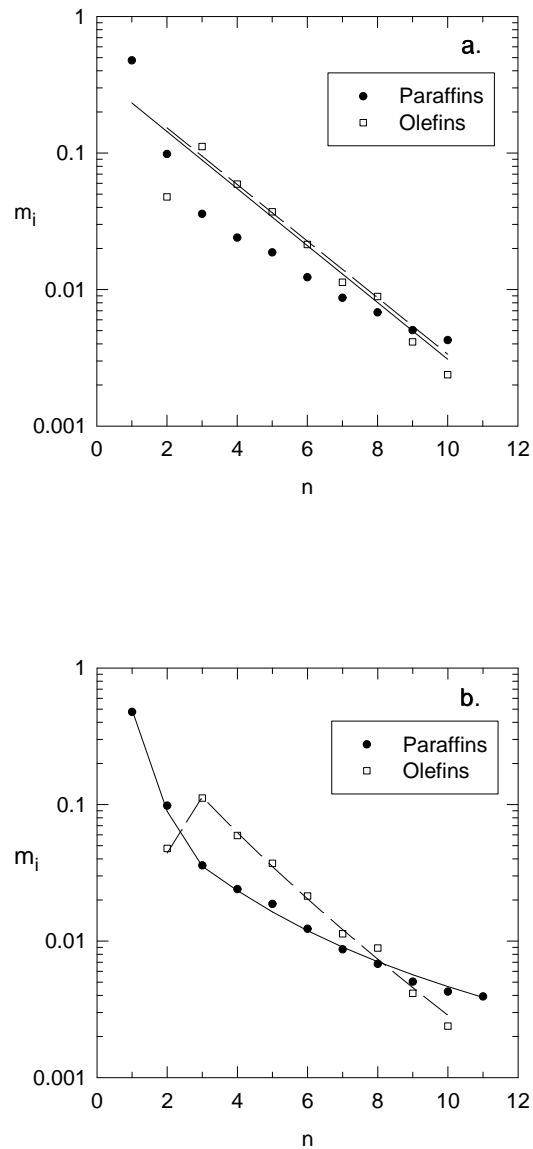 1
a.
Paraffins
Olefins
0.1
m_i
0.01
0.001
0 2 4 6 8 10 12
n
1
b.
Paraffins
Olefins
0.1
m_i
0.01
0.001
0 2 4 6 8 10 12
n